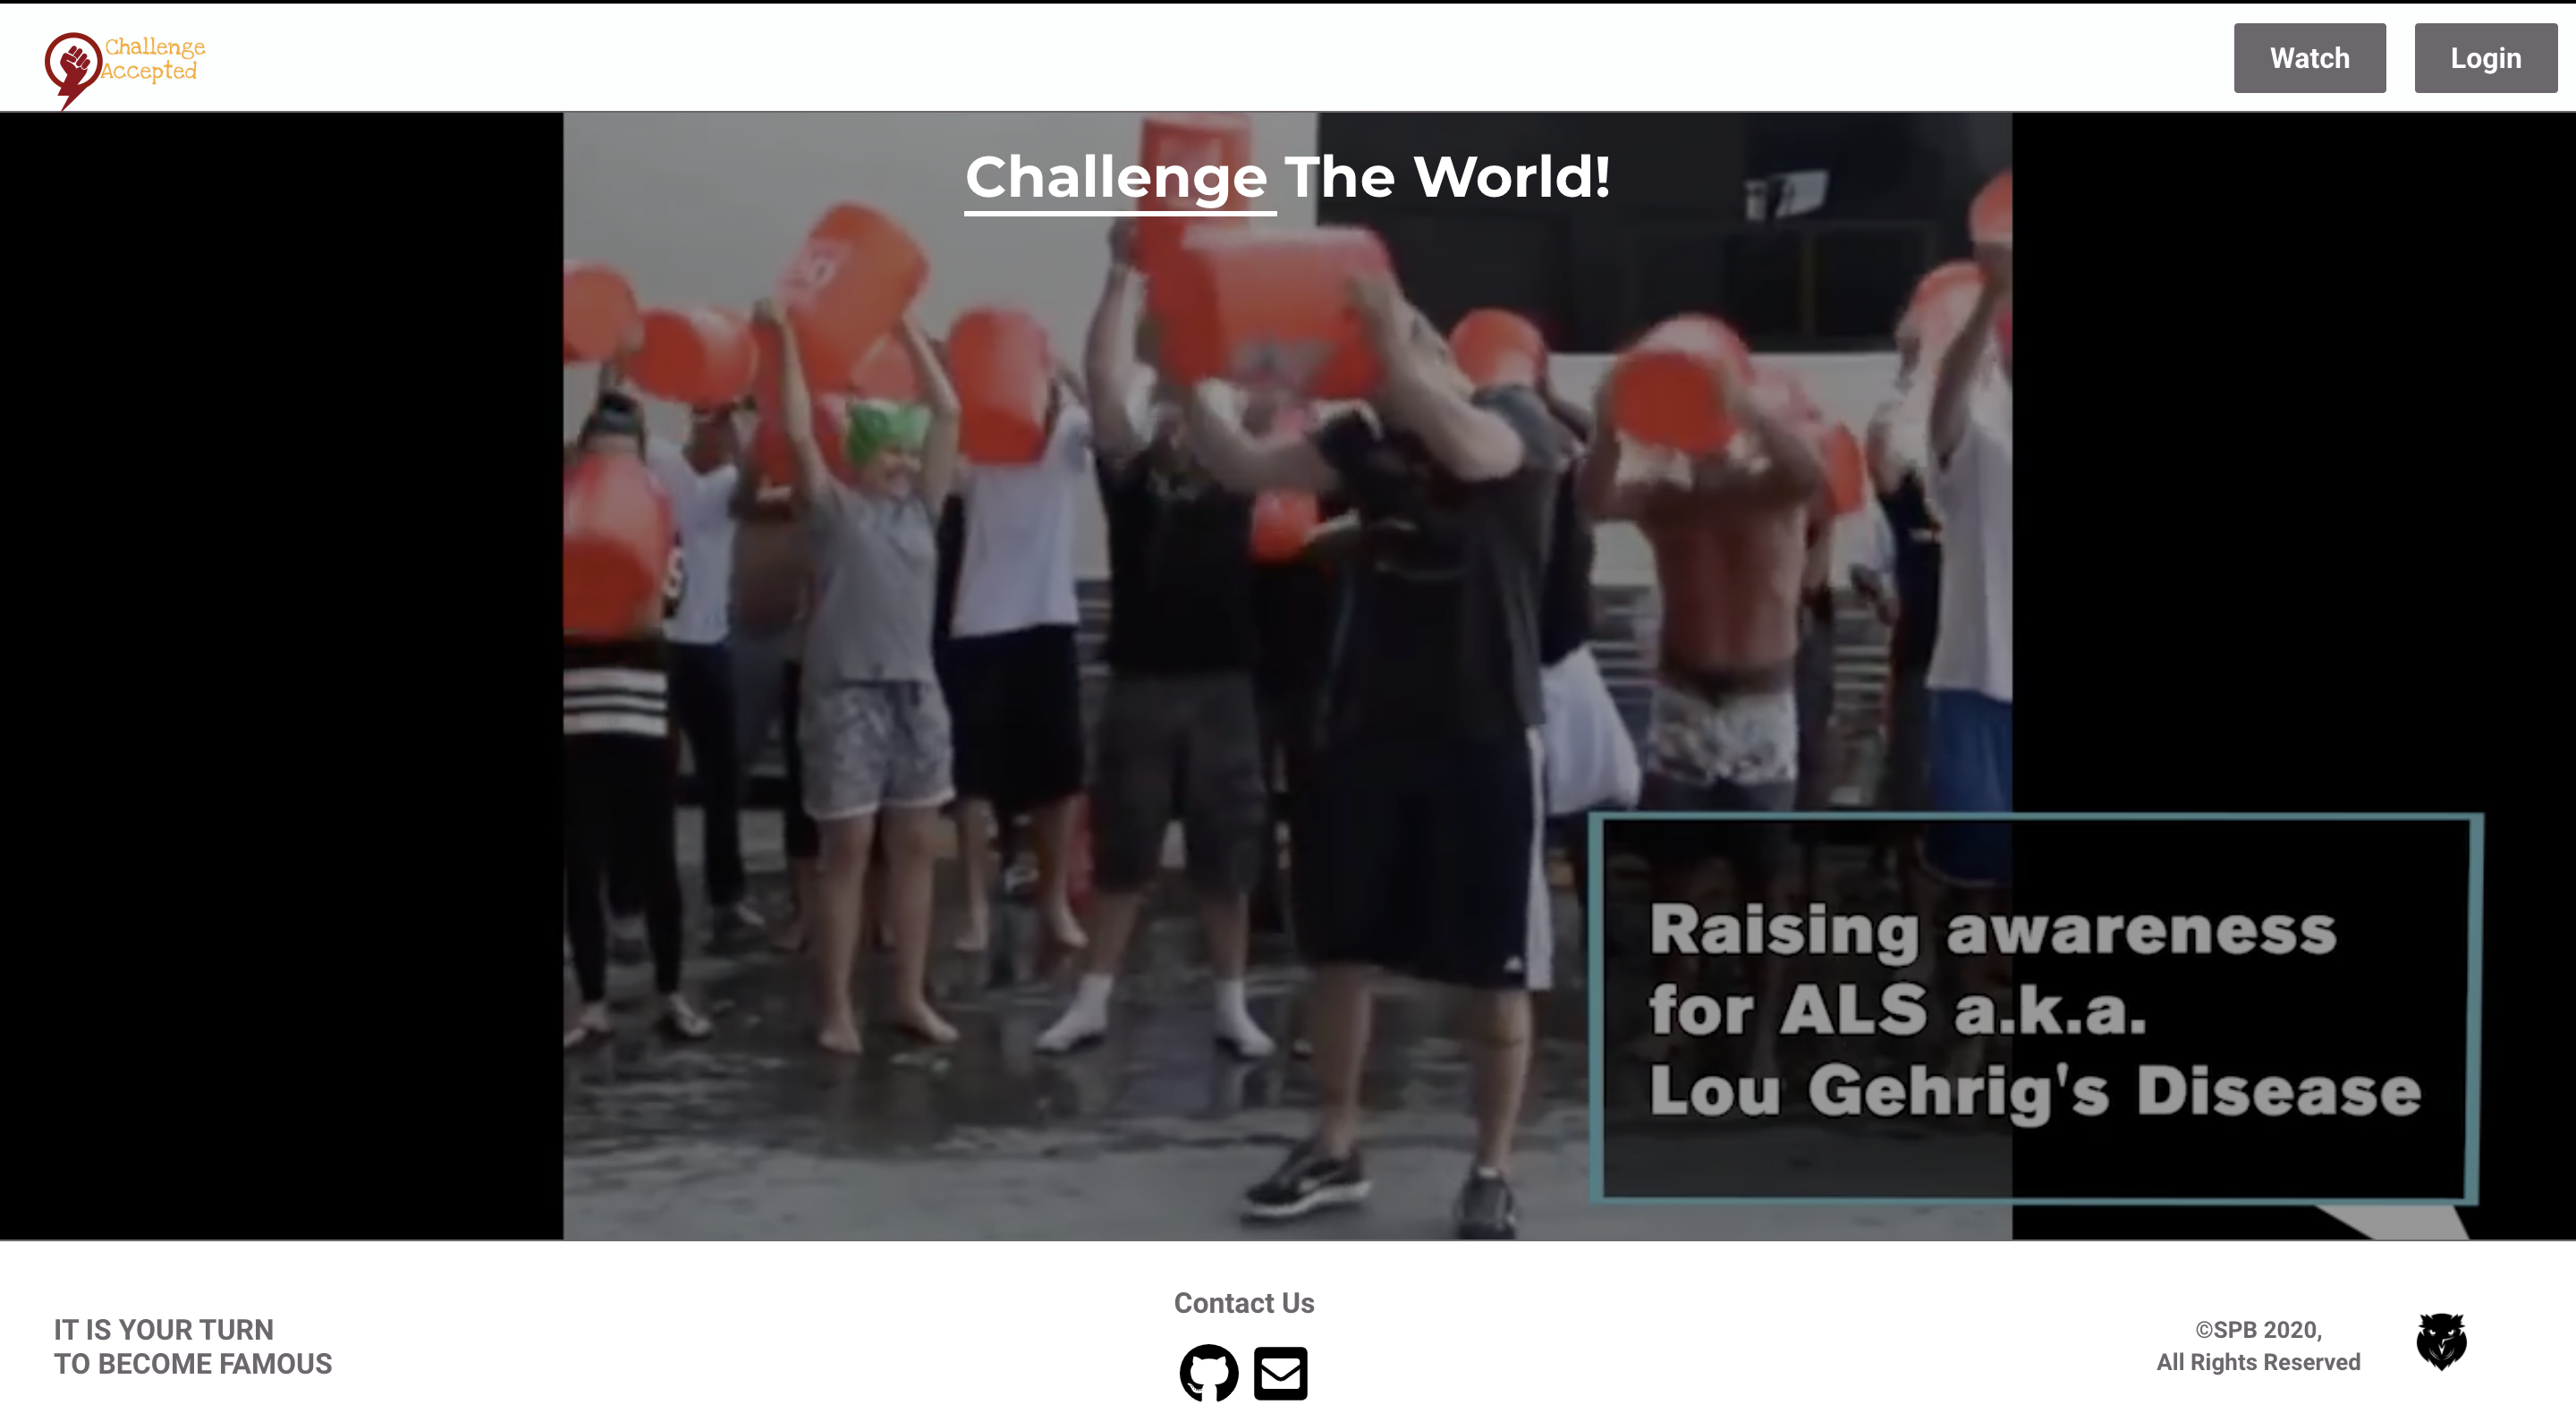 Challenge
Accepted
Watch
Login
Challenge The World!
Raising awareness
for ALS a.k.a.
Lou Gehrig's Disease
IT IS YOUR TURN
TO BECOME FAMOUS
Contact Us
©SPB 2020,
All Rights Reserved